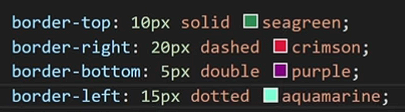 border-top: 10px solid seagreen;
border-right: 20px dashed crimson;
border-bottom: 5px double purple;
border-left: 15px dotted aquamarine;